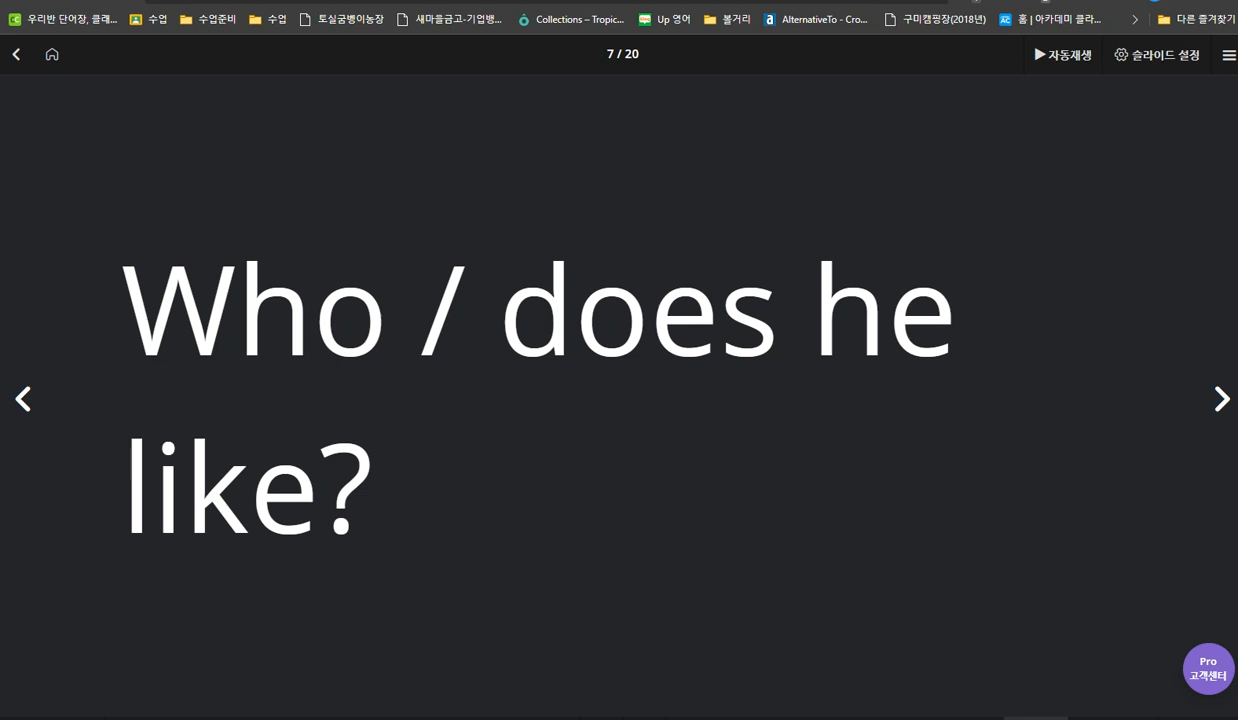 우리반 단어장, 클래... 수업 수업준비 수업 토실굼벵이농장 새마을금고-기업뱅... Collections – Tropic... Up 영어 볼거리 AlternativeTo - Cro... 구미캠핑장(2018년) 홈 | 아카데미 클라... 다른 즐겨찾기
7 / 20 자동재생 슬라이드 설정
Who / does he
like?
Pro
고객센터